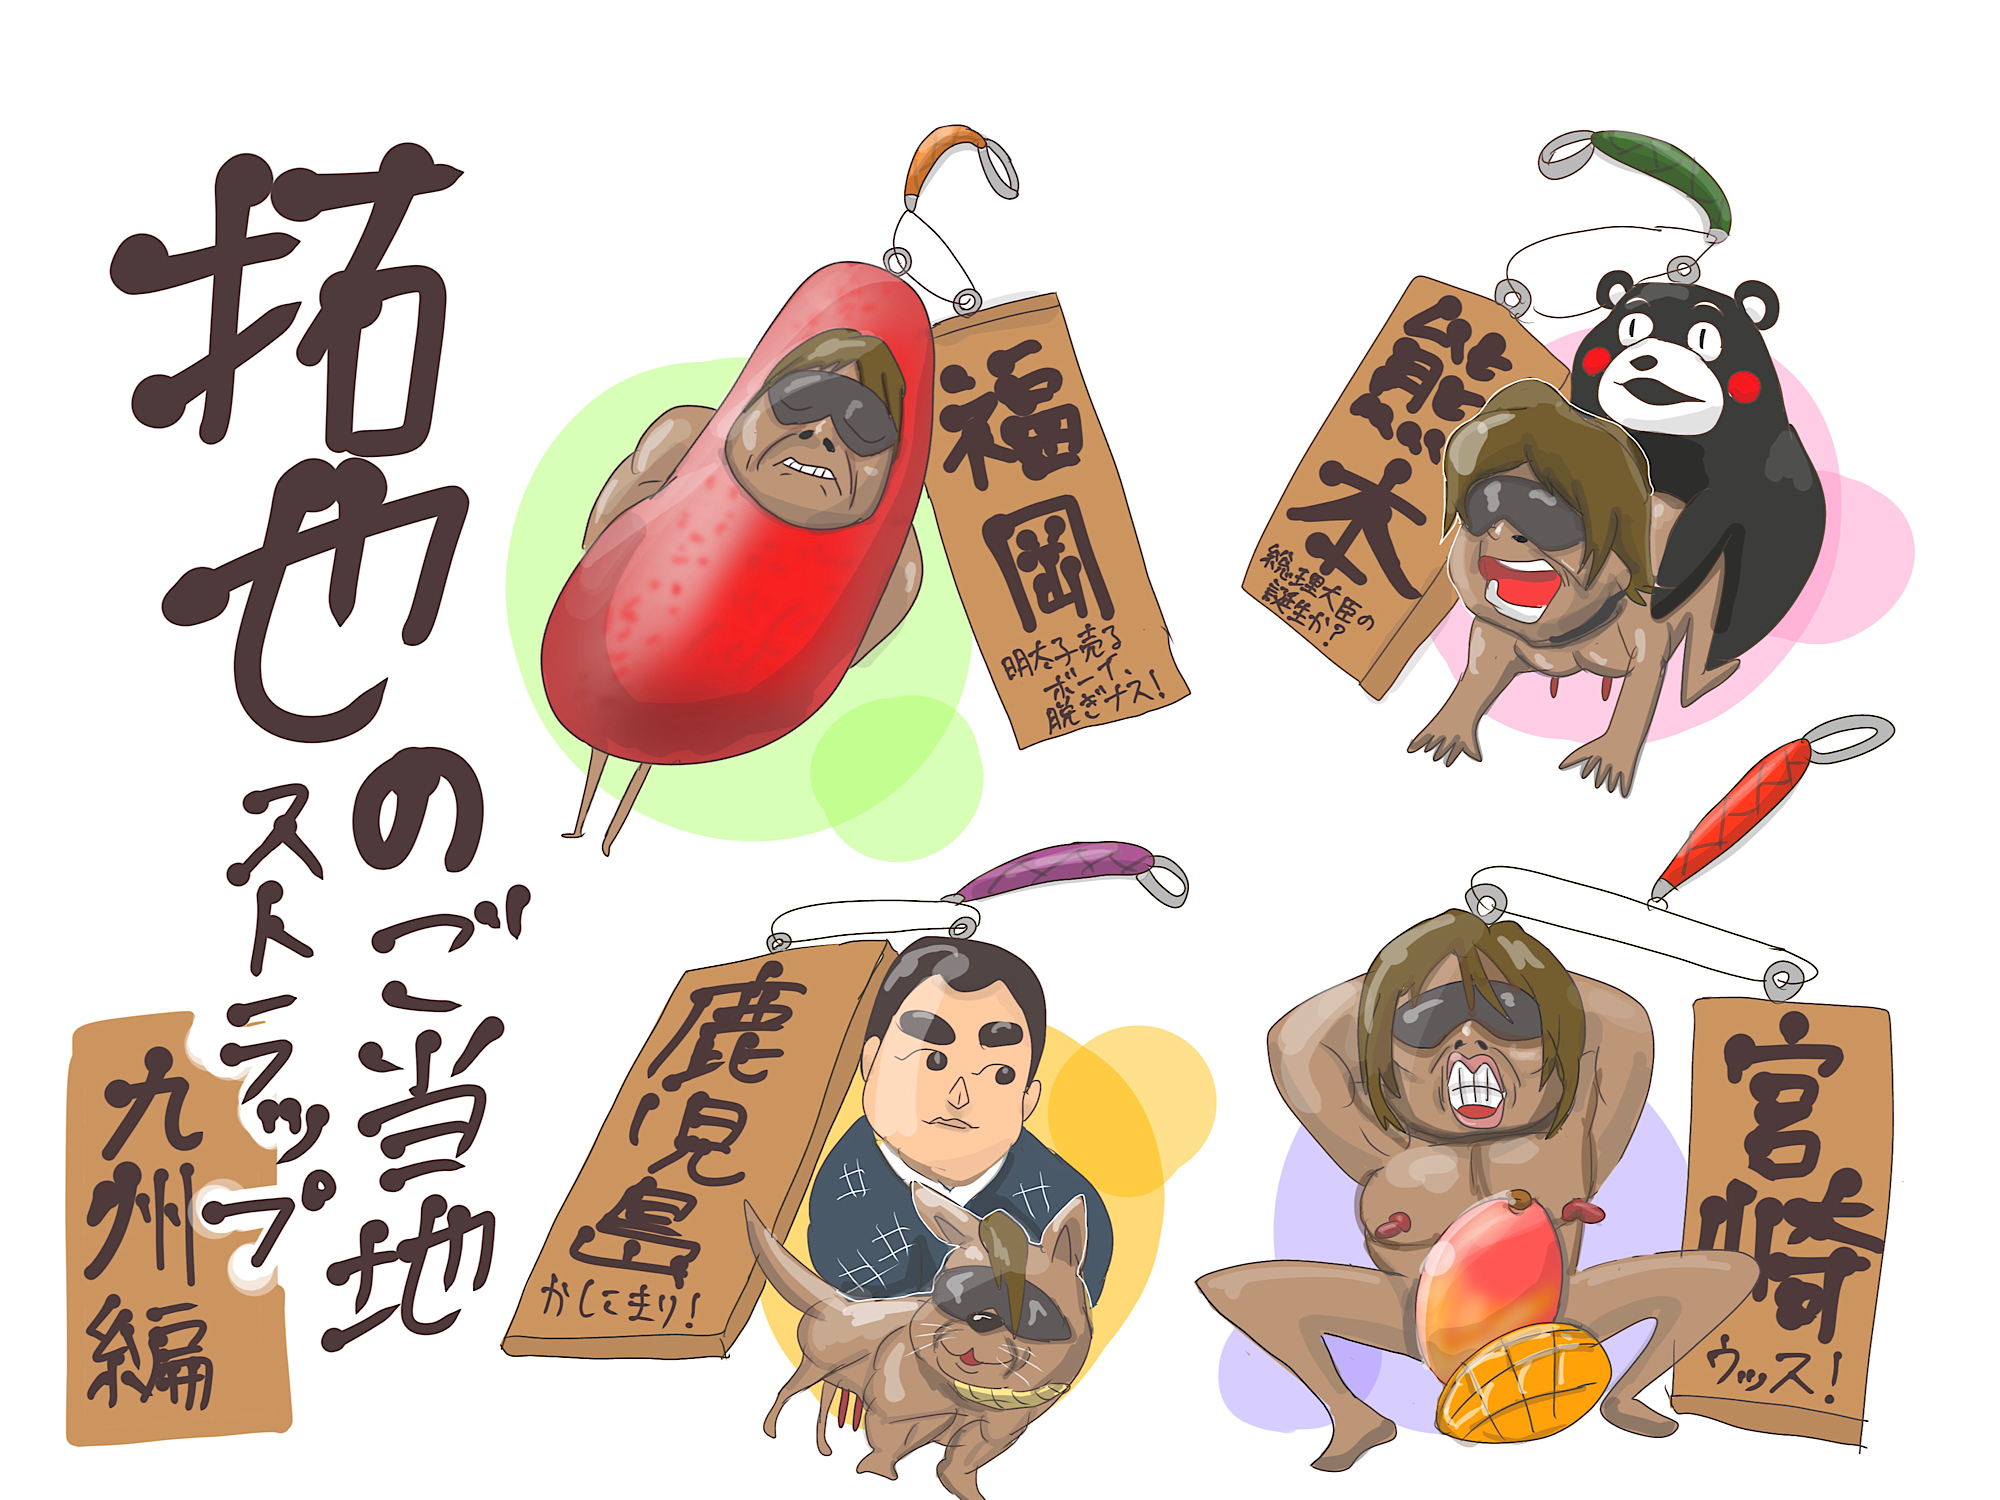 拓也の
ご当地
ストラップ
九州編
福岡
明太子売る
ボーイ、
脱ぎナス！
熊本
総理大臣の
誕生か？
鹿児島
かしこまり！
宮崎
ウッス！